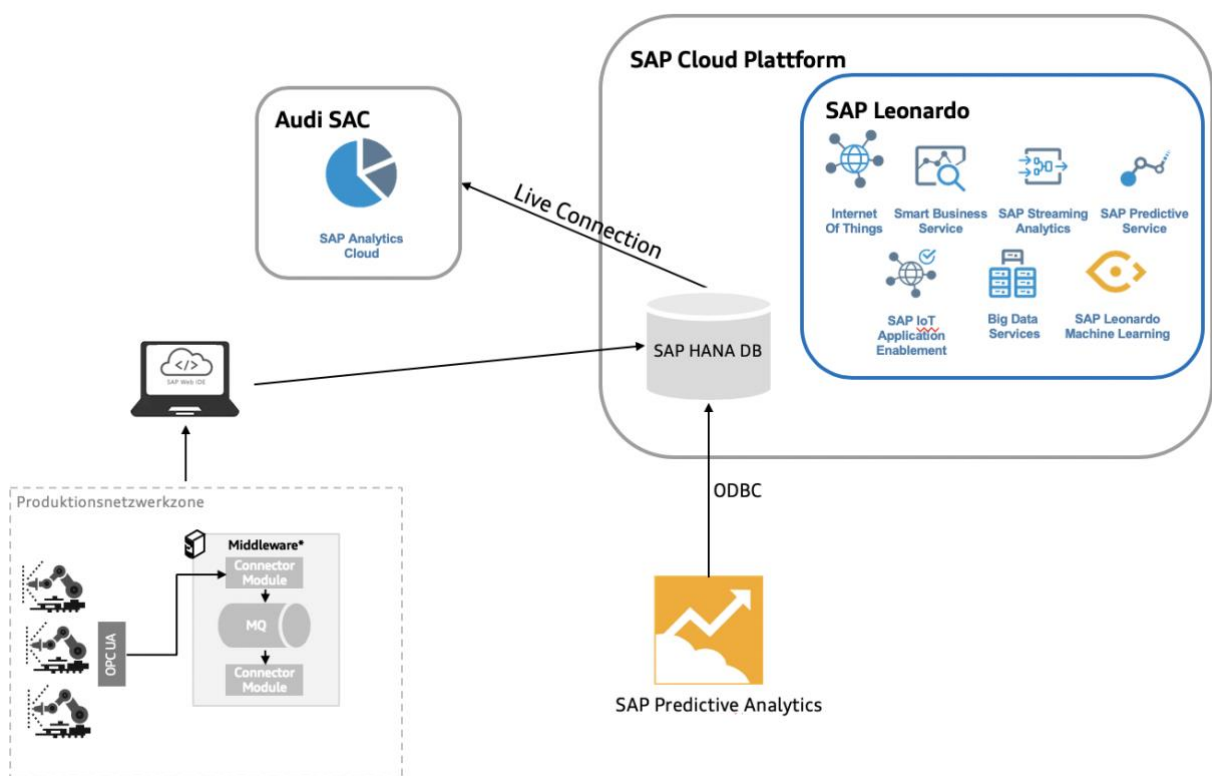 SAP Cloud Plattform
SAP Leonardo
Internet
Of Things
Smart Business
Service
SAP Streaming
Analytics
SAP Predictive
Service
SAP IoT
Application
Enablement
Big Data
Services
SAP Leonardo
Machine Learning
Audi SAC
SAP Analytics
Cloud
Live Connection
SAP HANA DB
</>
SAP Web IDE
ODBC
Produktionsnetzwerkzone
Middleware*
Connector
Module
MQ
Connector
Module
OPC UA
SAP Predictive Analytics